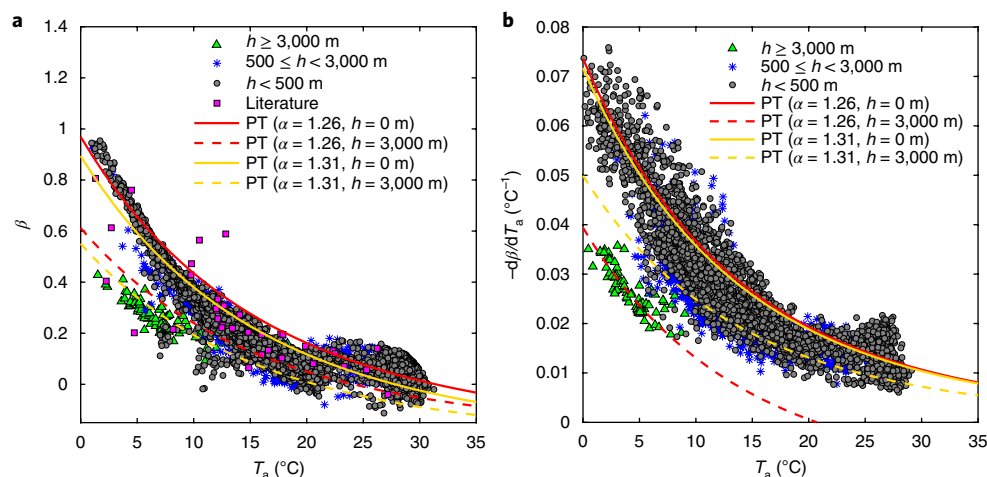 a
1.4
1.2
1
0.8
0.6
0.4
0.2
0
β
h ≥ 3,000 m
500 ≤ h < 3,000 m
h < 500 m
Literature
PT (α = 1.26, h = 0 m)
PT (α = 1.26, h = 3,000 m)
PT (α = 1.31, h = 0 m)
PT (α = 1.31, h = 3,000 m)
0 5 10 15 20 25 30 35
Ta (°C)
b
0.08
0.07
0.06
0.05
0.04
0.03
0.02
0.01
0
−dβ/dTa (°C−1)
h ≥ 3,000 m
500 ≤ h < 3,000 m
h < 500 m
PT (α = 1.26, h = 0 m)
PT (α = 1.26, h = 3,000 m)
PT (α = 1.31, h = 0 m)
PT (α = 1.31, h = 3,000 m)
0 5 10 15 20 25 30 35
Ta (°C)